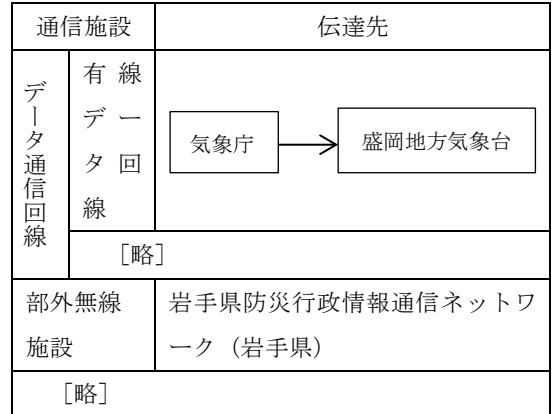 通信施設
伝達先
データ通信回線
有線データ回線
気象庁
盛岡地方気象台
［略］
部外無線
施設
岩手県防災行政情報通信ネットワ
ーク（岩手県）
［略］